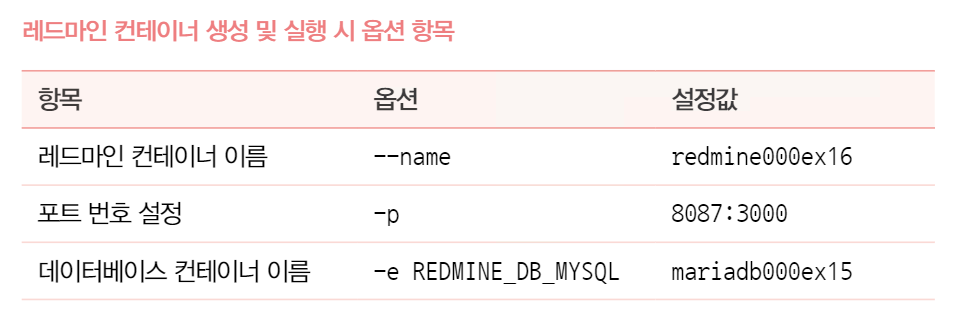 레드마인 컨테이너 생성 및 실행 시 옵션 항목
항목 옵션 설정값
레드마인 컨테이너 이름 --name redmine000ex16
포트 번호 설정 -p 8087:3000
데이터베이스 컨테이너 이름 -e REDMINE_DB_MYSQL mariadb000ex15